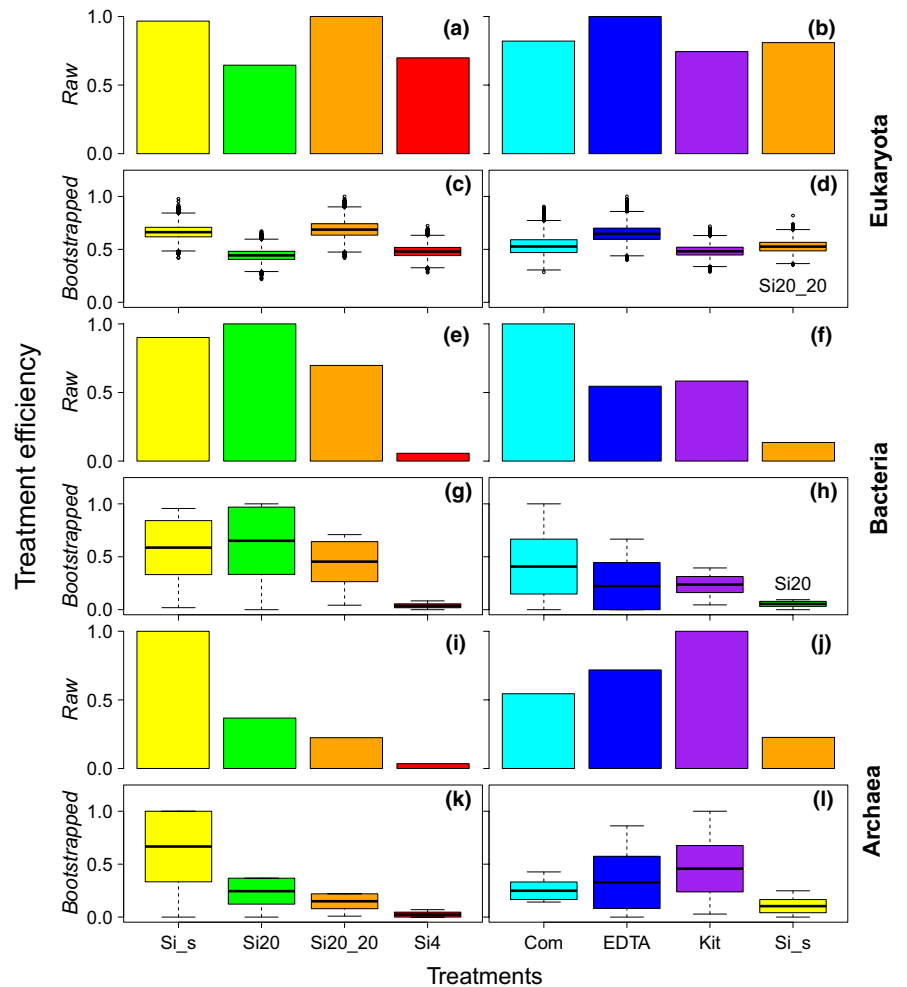 Treatment efficiency
Raw
1.0
0.5
0.0
(a)
(b)
Eukaryota
Bootstrapped
1.0
0.5
0.0
(c)
(d)
Si20_20
Raw
1.0
0.5
0.0
(e)
(f)
Bacteria
Bootstrapped
1.0
0.5
0.0
(g)
(h)
Si20
Raw
1.0
0.5
0.0
(i)
(j)
Archaea
Bootstrapped
1.0
0.5
0.0
(k)
(l)
Si_s Si20 Si20_20 Si4 Com EDTA Kit Si_s
Treatments